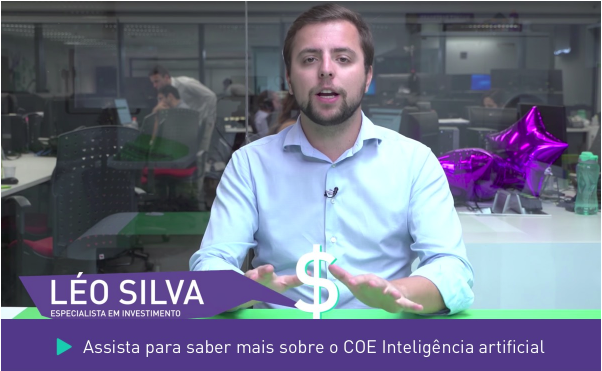 LÉO SILVA
ESPECIALISTA EM INVESTIMENTO
$
Assista para saber mais sobre o COE Inteligência artificial